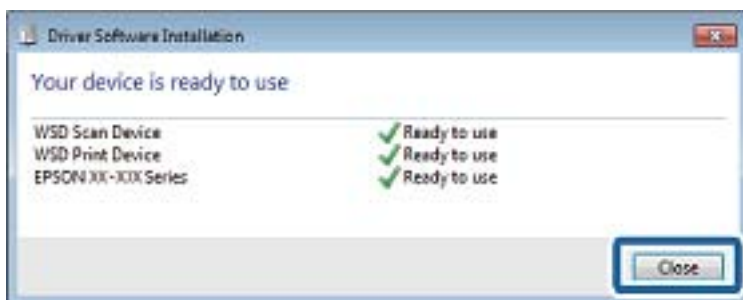 Driver Software Installation
Your device is ready to use
WSD Scan Device Ready to use
WSD Print Device Ready to use
EPSON XX-XXX Series Ready to use
Close